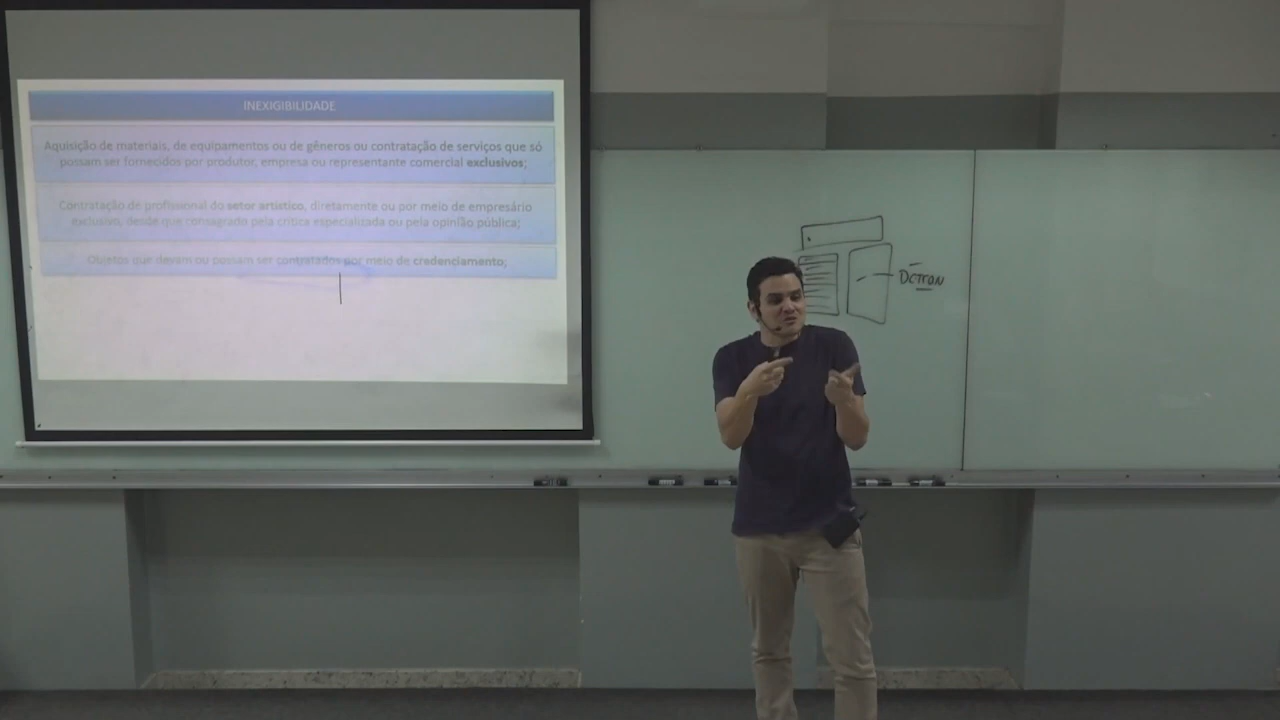 INEXIGIBILIDADE
Aquisição de materiais, de equipamentos ou de gêneros ou contratação de serviços que só
possam ser fornecidos por produtor, empresa ou representante comercial exclusivos;
Contratação de profissional do setor artístico, diretamente ou por meio de empresário
exclusivo, desde que consagrado pela crítica especializada ou pela opinião pública;
Objetos que devam ou possam ser contratados por meio de credenciamento;